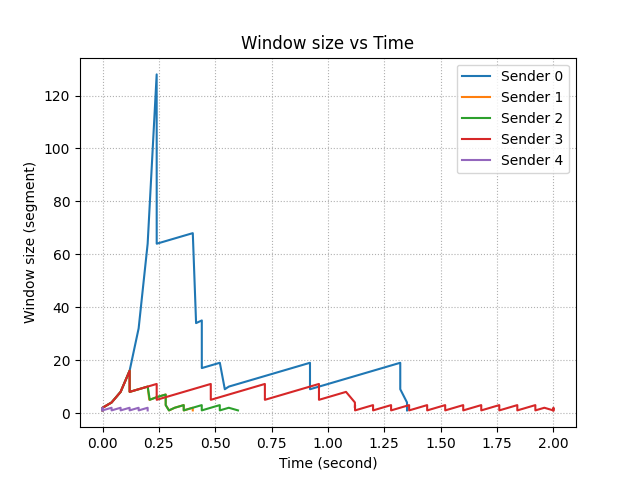 Window size vs Time
Sender 0
Sender 1
Sender 2
Sender 3
Sender 4
Window size (segment)
120
100
80
60
40
20
0
0.00 0.25 0.50 0.75 1.00 1.25 1.50 1.75 2.00
Time (second)